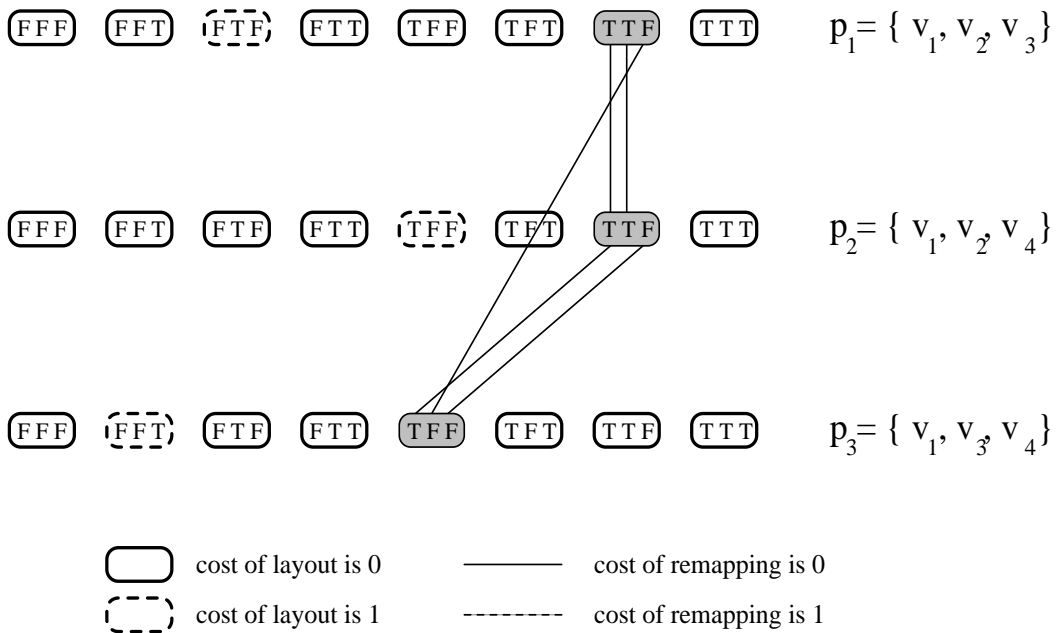 FFF FFT FTF FTT TFF TFT TTF TTT p1= { v1, v2, v3}
FFF FFT FTF FTT TFF TFT TTF TTT p2= { v1, v2, v4}
FFF FFT FTF FTT TFF TFT TTF TTT p3= { v1, v3, v4}
cost of layout is 0 cost of remapping is 0
cost of layout is 1 cost of remapping is 1